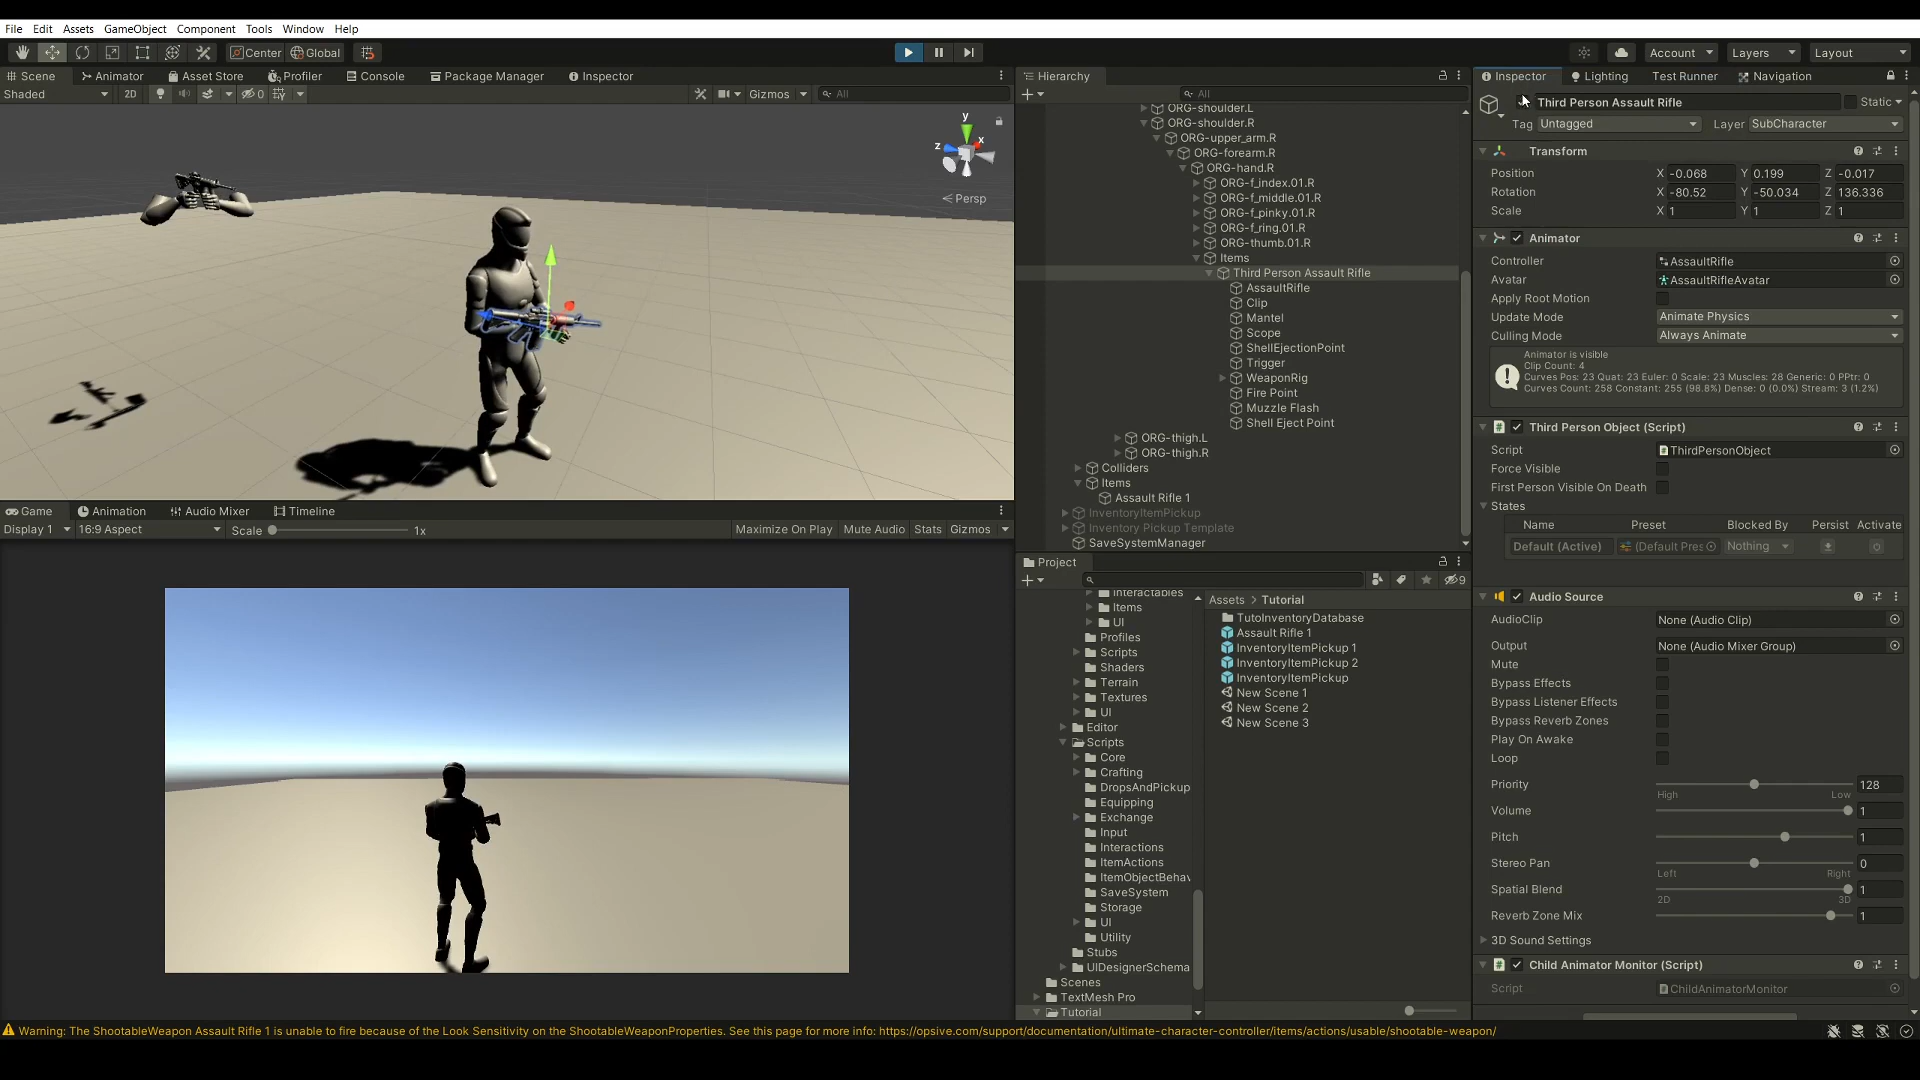 File Edit Assets GameObject Component Tools Window Help
Center Global Account Layers Layout
Scene Animator Asset Store Profiler Console Package Manager Inspector
Shaded 2D 0 Gizmos All
y
z x
Persp
Game Animation Audio Mixer Timeline
Display 1 16:9 Aspect Scale 1x Maximize On Play Mute Audio Stats Gizmos
Hierarchy
All
ORG-shoulder.L
ORG-shoulder.R
ORG-upper_arm.R
ORG-forearm.R
ORG-hand.R
ORG-f_index.01.R
ORG-f_middle.01.R
ORG-f_pinky.01.R
ORG-f_ring.01.R
ORG-thumb.01.R
Items
Third Person Assault Rifle
AssaultRifle
Clip
Mantel
Scope
ShellEjectionPoint
Trigger
WeaponRig
Fire Point
Muzzle Flash
Shell Eject Point
ORG-thigh.L
ORG-thigh.R
Colliders
Items
Assault Rifle 1
InventoryItemPickup
Inventory Pickup Template
SaveSystemManager
Project
9
Interactables
Items
UI
Profiles
Scripts
Shaders
Terrain
Textures
UI
Editor
Scripts
Core
Crafting
DropsAndPickup
Equipping
Exchange
Input
Interactions
ItemActions
ItemObjectBehav
SaveSystem
Storage
UI
Utility
Stubs
UIDesignerSchema
Scenes
TextMesh Pro
Tutorial
Assets > Tutorial
TutoInventoryDatabase
Assault Rifle 1
InventoryItemPickup 1
InventoryItemPickup 2
InventoryItemPickup
New Scene 1
New Scene 2
New Scene 3
Inspector Lighting Test Runner Navigation
Third Person Assault Rifle Static
Tag Untagged Layer SubCharacter
Transform
Position X -0.068 Y 0.199 Z -0.017
Rotation X -80.52 Y -50.034 Z 136.336
Scale X 1 Y 1 Z 1
Animator
Controller AssaultRifle
Avatar AssaultRifleAvatar
Apply Root Motion
Update Mode Animate Physics
Culling Mode Always Animate
Animator is visible
Clip Count: 4
Curves Pos: 23 Quat: 23 Euler: 0 Scale: 23 Muscles: 28 Generic: 0 PPtr: 0
Curves Count: 258 Constant: 255 (98.8%) Dense: 0 (0.0%) Stream: 3 (1.2%)
Third Person Object (Script)
Script ThirdPersonObject
Force Visible
First Person Visible On Death
States
Name Preset Blocked By Persist Activate
Default (Active) (Default Pres Nothing
Audio Source
AudioClip None (Audio Clip)
Output None (Audio Mixer Group)
Mute
Bypass Effects
Bypass Listener Effects
Bypass Reverb Zones
Play On Awake
Loop
Priority 128
High Low
Volume 1
Pitch 1
Stereo Pan 0
Left Right
Spatial Blend 1
2D 3D
Reverb Zone Mix 1
3D Sound Settings
Child Animator Monitor (Script)
Script ChildAnimatorMonitor
Warning: The ShootableWeapon Assault Rifle 1 is unable to fire because of the Look Sensitivity on the ShootableWeaponProperties. See this page for more info: https://opsive.com/support/documentation/ultimate-character-controller/items/actions/usable/shootable-weapon/